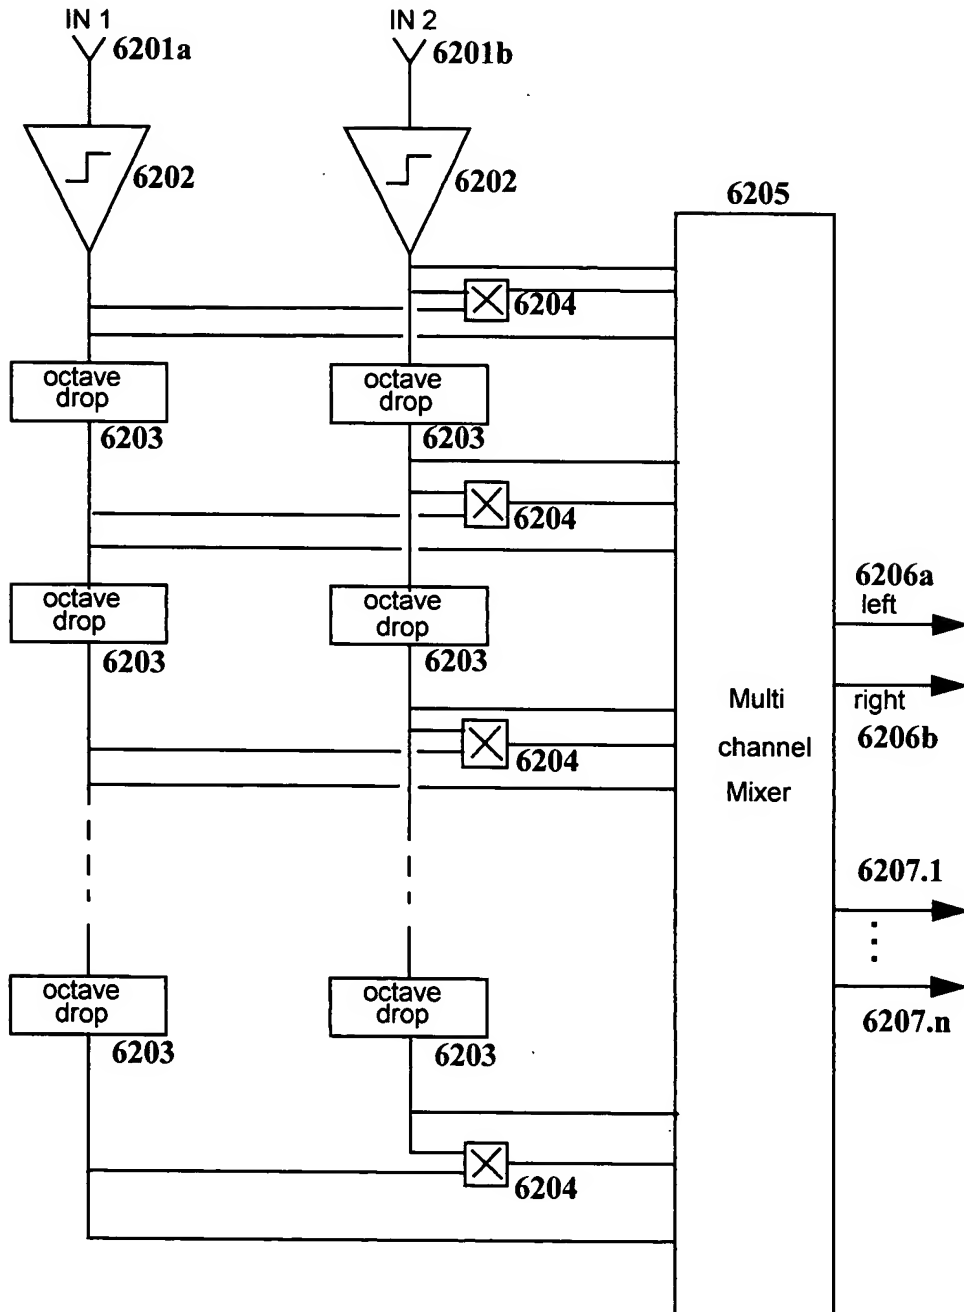 IN 1
6201a
IN 2
6201b
6202
6202
6205
6204
octave
drop
6203
octave
drop
6203
6204
octave
drop
6203
octave
drop
6203
6206a
left
right
6206b
Multi
channel
Mixer
6204
6207.1
6207.n
octave
drop
6203
octave
drop
6203
6204